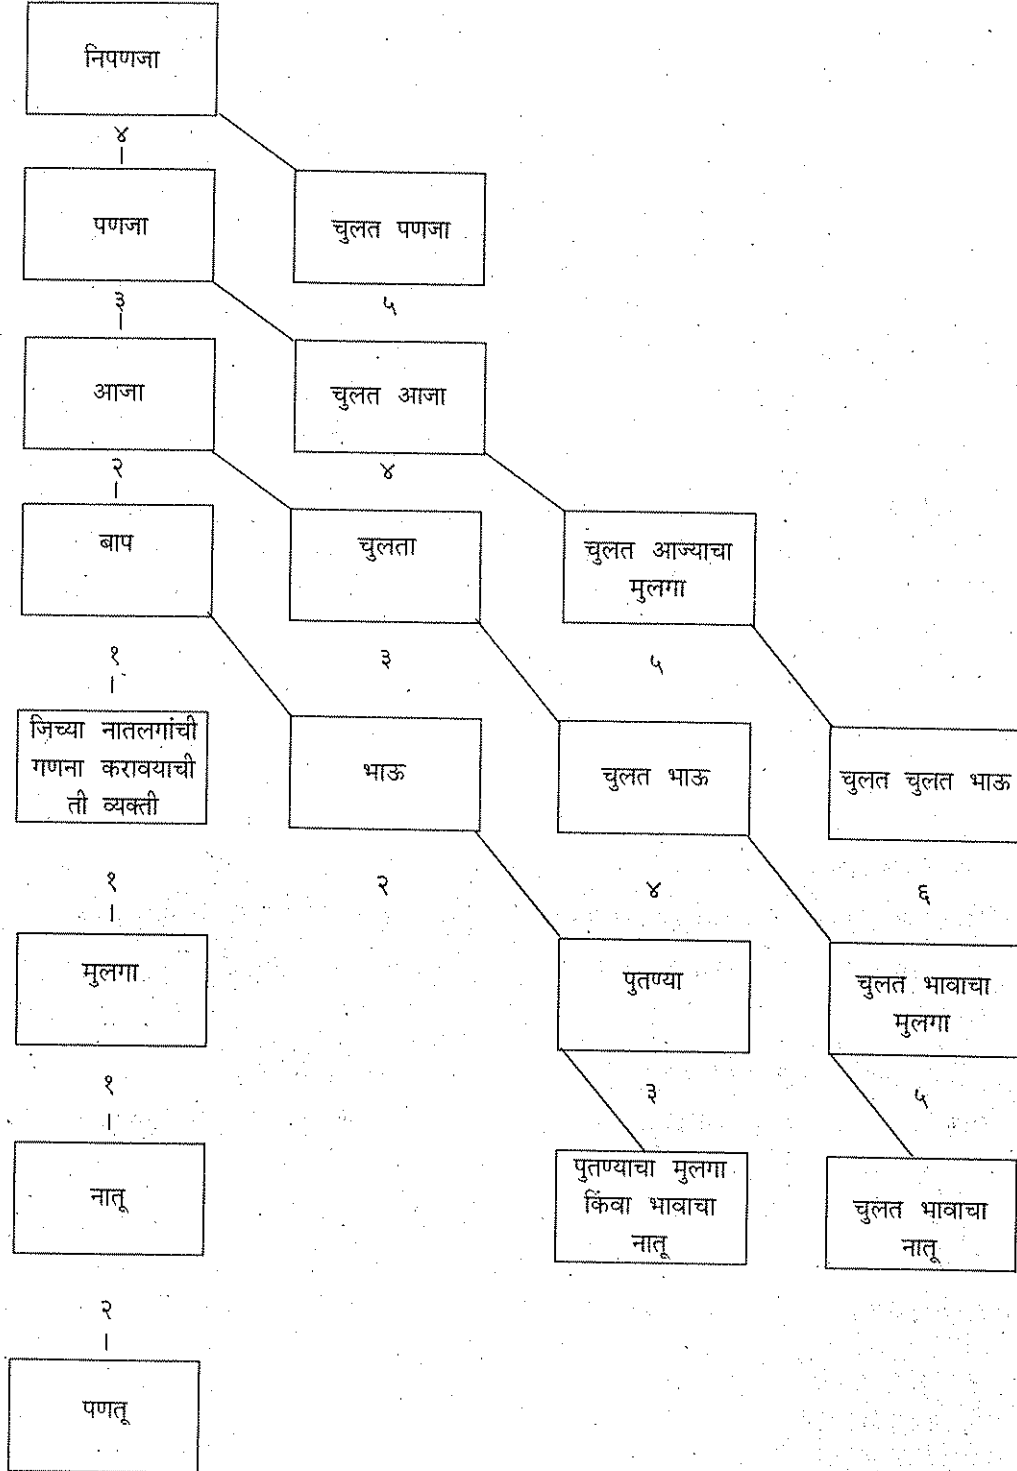 निपणजा
४
पणजा
चुलत पणजा
३
५
आजा
चुलत आजा
२
४
बाप
चुलता
चुलत आज्याचा
मुलगा
१
३
५
जिच्या नातलगांची
गणना करावयाची
ती व्यक्ती
भाऊ
चुलत भाऊ
चुलत चुलत भाऊ
१
२
४
६
मुलगा
पुतण्या
चुलत भावाचा
मुलगा
१
३
५
नातू
पुतण्याचा मुलगा
किंवा भावाचा
नातू
चुलत भावाचा
नातू
२
पणतू